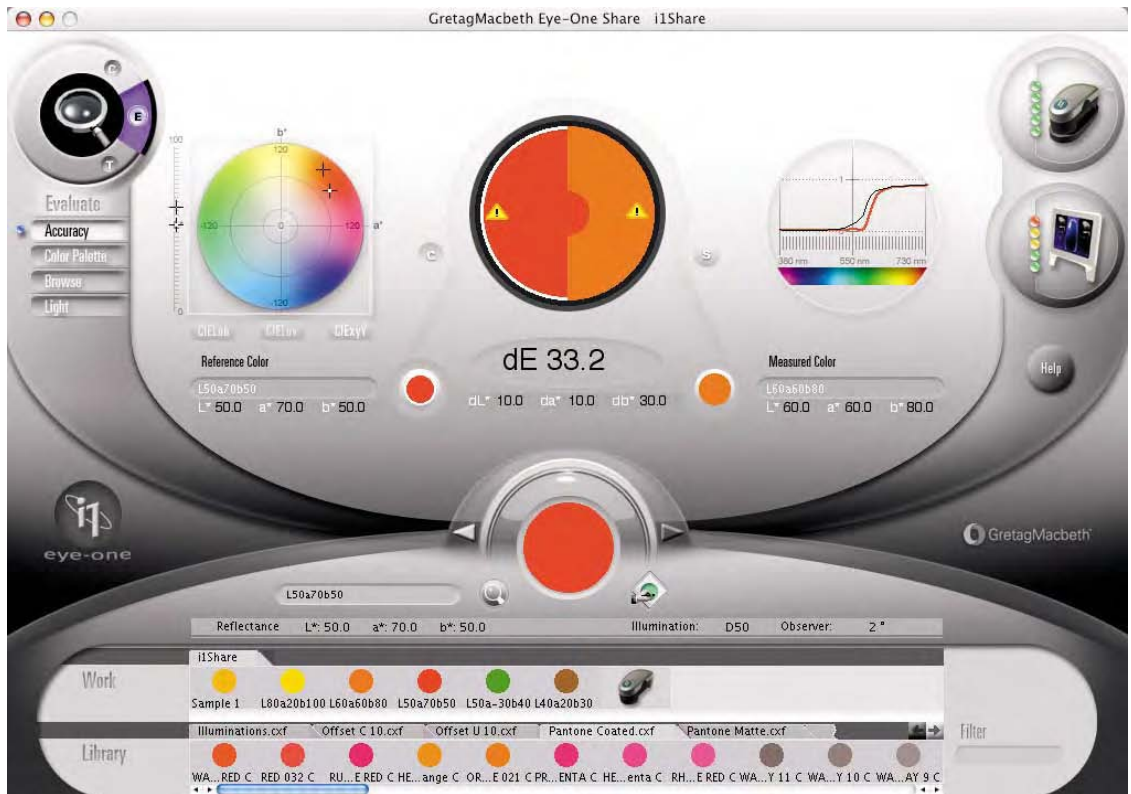 GretagMacbeth Eye-One Share i1Share
C
E
T
Evaluate
Accuracy
Color Palette
Browse
Light
100
0
b*
120
-120
120
a*
0
-120
CIELab
CIELuv
CIExyY
C
S
1
380 nm
550 nm
730 nm
Help
Reference Color
L50a70b50
L* 50.0 a* 70.0 b* 50.0
dE 33.2
dL* 10.0 da* 10.0 db* 30.0
Measured Color
L60a60b80
L* 60.0 a* 60.0 b* 80.0
i1
eye-one
GretagMacbeth
L50a70b50
Reflectance L*: 50.0 a*: 70.0 b*: 50.0 Illumination: D50 Observer: 2 °
Work
i1Share
Sample 1 L80a20b100 L60a60b80 L50a70b50 L50a-30b40 L40a20b30
Library
Illuminations.cxf Offset C 10.cxf Offset U 10.cxf Pantone Coated.cxf Pantone Matte.cxf
Filter
WA...RED C RED 032 C RU...E RED C HE...ange C OR...E 021 C PR...ENTA C HE...enta C RH...E RED C WA...Y 11 C WA...Y 10 C WA...AY 9 C